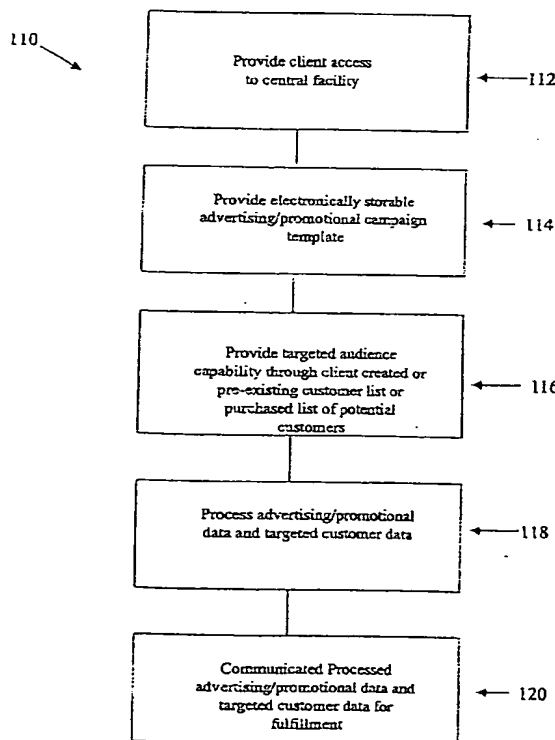 110
Provide client access
to central facility
112
Provide electronically storable
advertising/promotional campaign
template
114
Provide targeted audience
capability through client created or
pre-existing customer list or
purchased list of potential
customers
116
Process advertising/promotional
data and targeted customer data
118
Communicated Processed
advertising/promotional data and
targeted customer data for
fulfillment
120